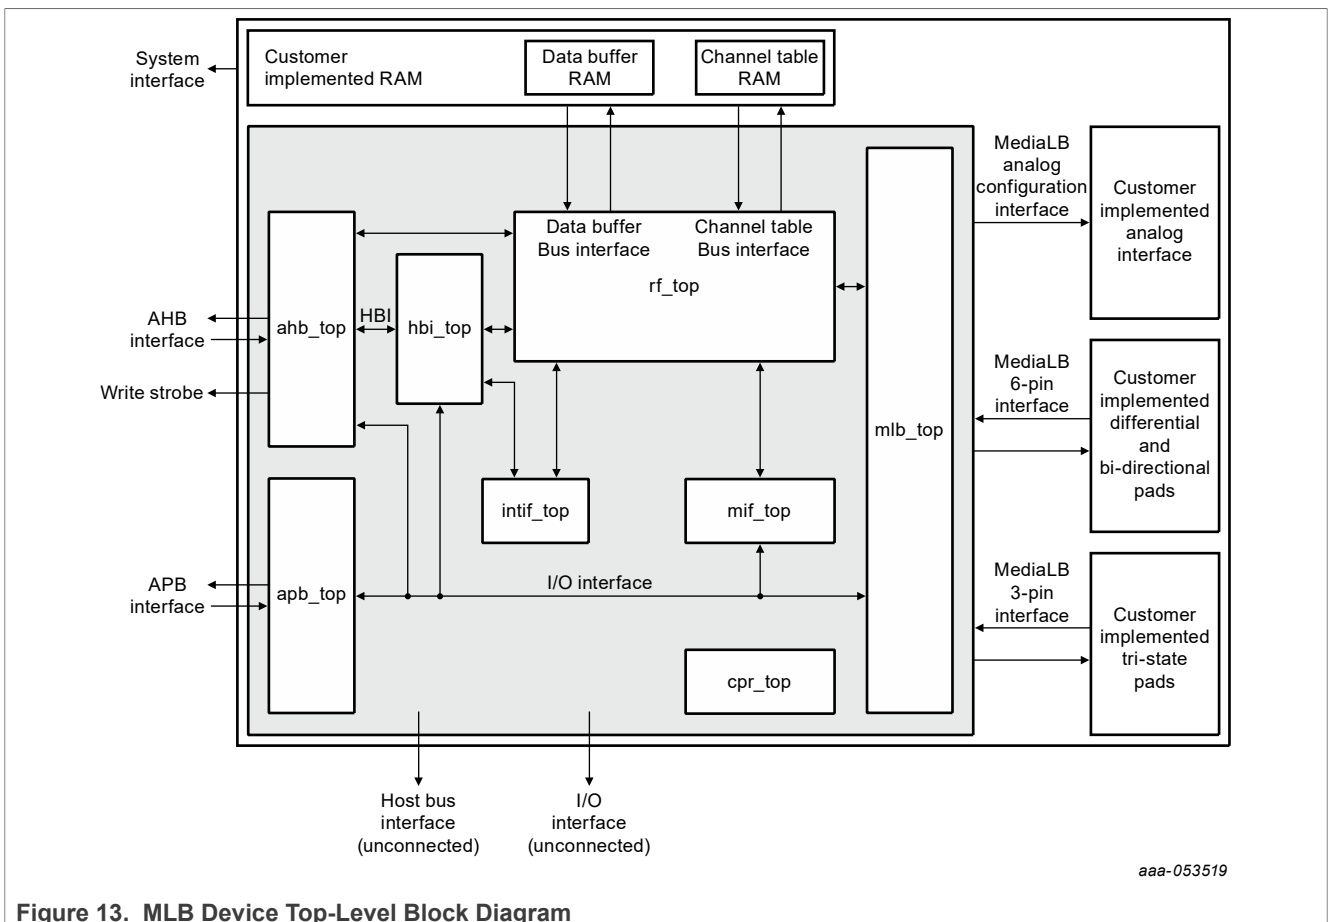 System
interface
Customer
implemented RAM
Data buffer
RAM
Channel table
RAM
MediaLB
analog
configuration
interface
Customer
implemented
analog
interface
Data buffer
Bus interface
Channel table
Bus interface
rf_top
AHB
interface
ahb_top
HBI
hbi_top
Write strobe
mlb_top
MediaLB
6-pin
interface
Customer
implemented
differential
and
bi-directional
pads
intif_top
mif_top
APB
interface
apb_top
I/O interface
MediaLB
3-pin
interface
Customer
implemented
tri-state
pads
cpr_top
Host bus
interface
(unconnected)
I/O
interface
(unconnected)
aaa-053519
Figure 13. MLB Device Top-Level Block Diagram